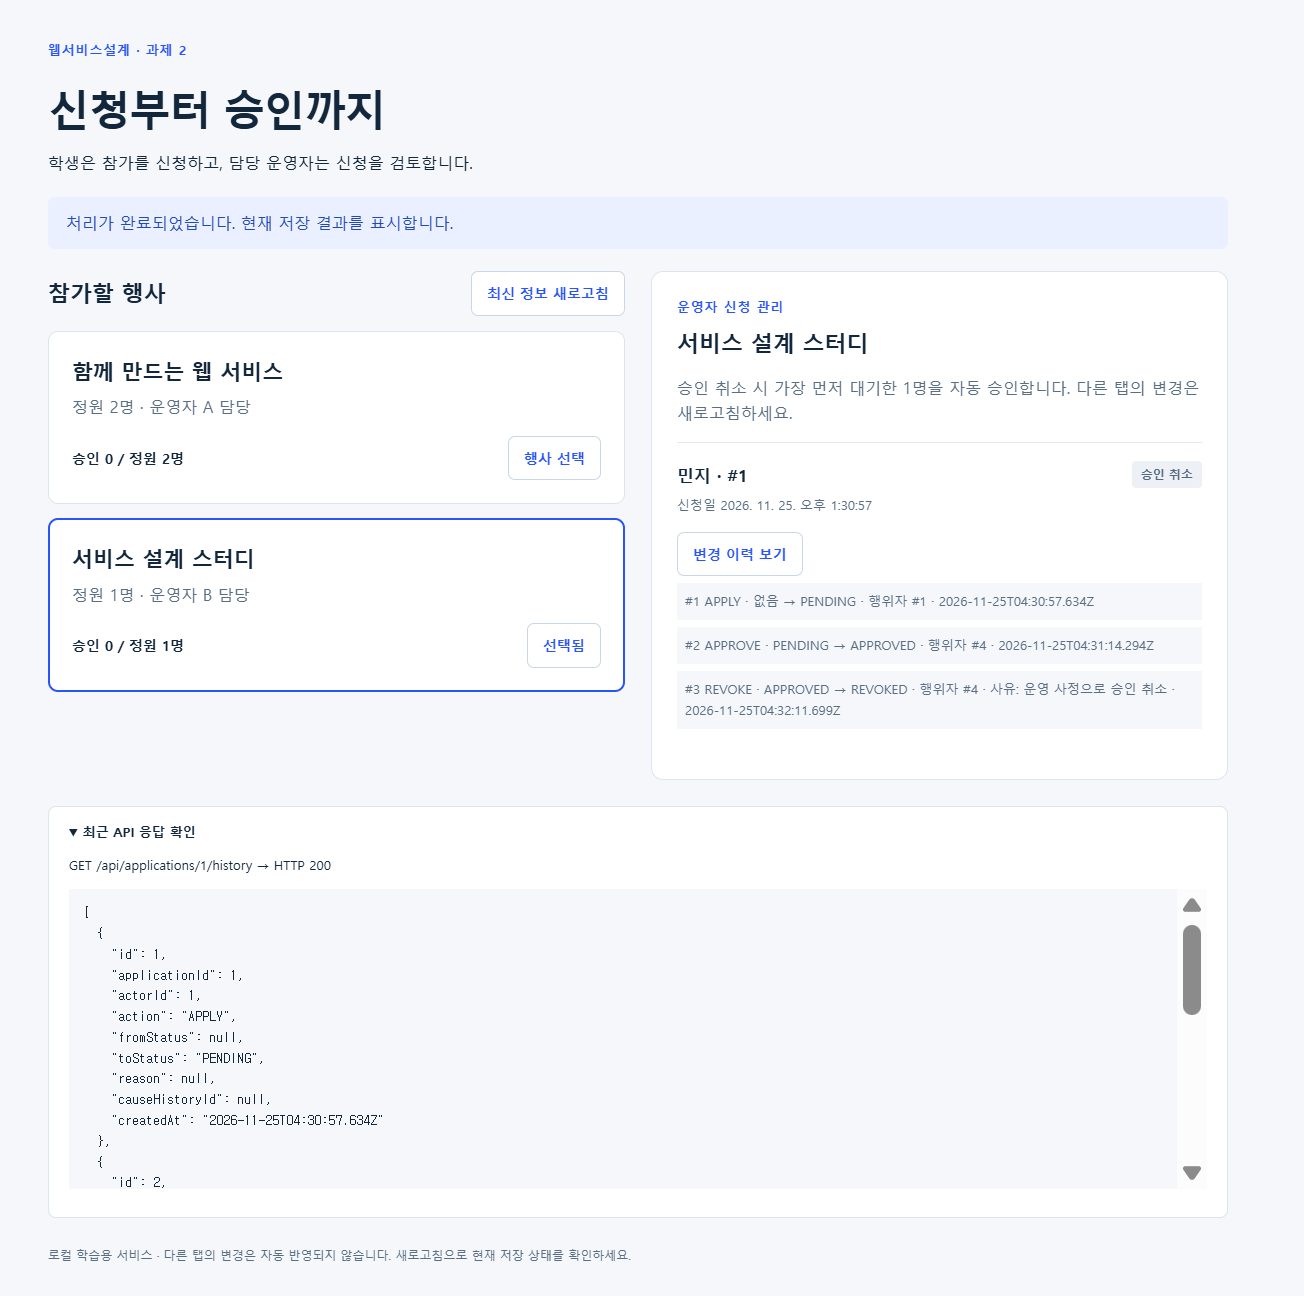 웹서비스설계 · 과제 2
신청부터 승인까지
학생은 참가를 신청하고, 담당 운영자는 신청을 검토합니다.
처리가 완료되었습니다. 현재 저장 결과를 표시합니다.
참가할 행사
최신 정보 새로고침
함께 만드는 웹 서비스
정원 2명 · 운영자 A 담당
승인 0 / 정원 2명
행사 선택
서비스 설계 스터디
정원 1명 · 운영자 B 담당
승인 0 / 정원 1명
선택됨
운영자 신청 관리
서비스 설계 스터디
승인 취소 시 가장 먼저 대기한 1명을 자동 승인합니다. 다른 탭의 변경은
새로고침하세요.
민지 · #1
승인 취소
신청일 2026. 11. 25. 오후 1:30:57
변경 이력 보기
#1 APPLY · 없음 → PENDING · 행위자 #1 · 2026-11-25T04:30:57.634Z
#2 APPROVE · PENDING → APPROVED · 행위자 #4 · 2026-11-25T04:31:14.294Z
#3 REVOKE · APPROVED → REVOKED · 행위자 #4 · 사유: 운영 사정으로 승인 취소 ·
2026-11-25T04:32:11.699Z
▼ 최근 API 응답 확인
GET /api/applications/1/history → HTTP 200
[
{
"id": 1,
"applicationId": 1,
"actorId": 1,
"action": "APPLY",
"fromStatus": null,
"toStatus": "PENDING",
"reason": null,
"causeHistoryId": null,
"createdAt": "2026-11-25T04:30:57.634Z"
},
{
"id": 2,
로컬 학습용 서비스 · 다른 탭의 변경은 자동 반영되지 않습니다. 새로고침으로 현재 저장 상태를 확인하세요.